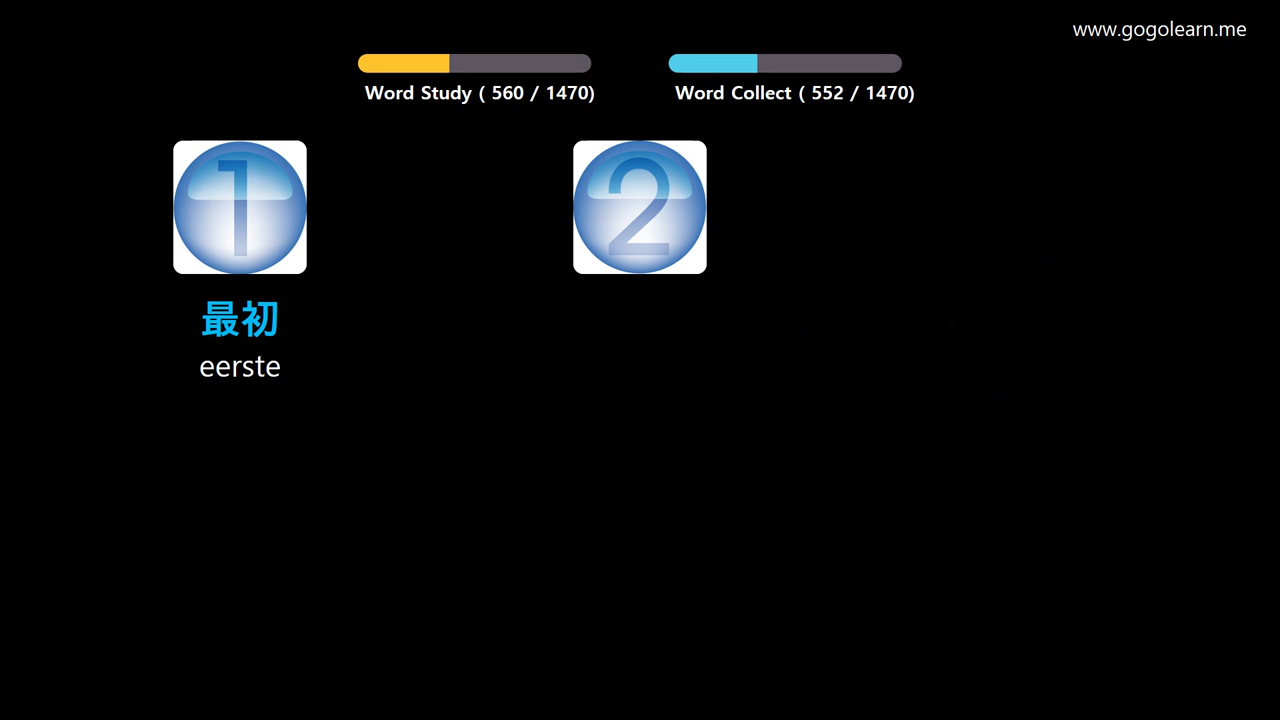 www.gogolearn.me
Word Study ( 560 / 1470)
Word Collect ( 552 / 1470)
1
2
最初
eerste